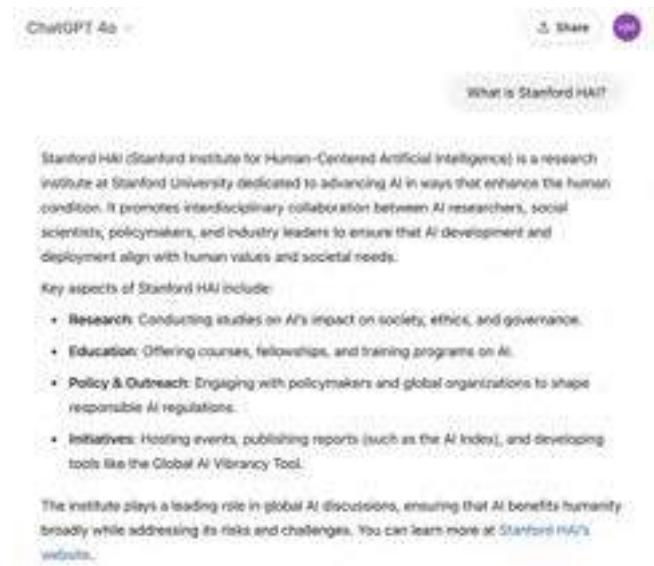 ChatGPT 4o
Share
What is Stanford HAI?
Stanford HAI (Stanford Institute for Human-Centered Artificial Intelligence) is a research
institute at Stanford University dedicated to advancing AI in ways that enhance the human
condition. It promotes interdisciplinary collaboration between AI researchers, social
scientists, policymakers, and industry leaders to ensure that AI development and
deployment align with human values and societal needs.
Key aspects of Stanford HAI include:
• Research: Conducting studies on AI's impact on society, ethics, and governance.
• Education: Offering courses, fellowships, and training programs on AI.
• Policy & Outreach: Engaging with policymakers and global organizations to shape
responsible AI regulations.
• Initiatives: Hosting events, publishing reports (such as the AI Index), and developing
tools like the Global AI Vibrancy Tool.
The institute plays a leading role in global AI discussions, ensuring that AI benefits humanity
broadly while addressing its risks and challenges. You can learn more at Stanford HAI's
website.